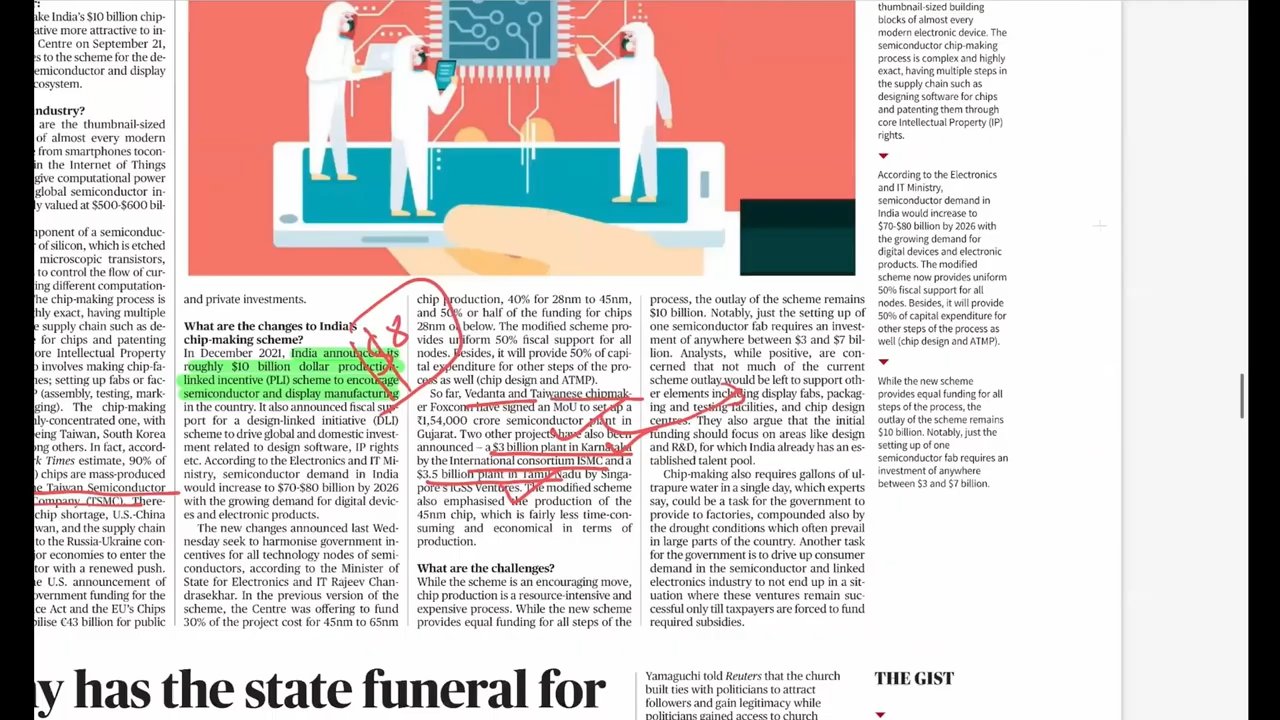 ake India's $10 billion chip-
ative more attractive to in-
Centre on September 21,
es to the scheme for the de-
emiconductor and display
cosystem.
industry?
are the thumbnail-sized
of almost every modern
from smartphones tocon-
in the Internet of Things
give computational power
global semiconductor in-
y valued at $500-$600 bil-
mponent of a semiconduc-
of silicon, which is etched
microscopic transistors,
to control the flow of cur-
ing different computation-
he chip-making process is
hly exact, having multiple
e supply chain such as de-
for chips and patenting
ore Intellectual Property
o involves making chip-fa-
nes; setting up fabs or fac-
P (assembly, testing, mark-
ging). The chip-making
ly-concentrated one, with
eing Taiwan, South Korea
rk Times estimate, 90% of
) chips are mass-produced
e Taiwan Semiconductor
ompany (TSMC). There-
chip shortage, U.S.-China
wan, and the supply chain
to the Russia-Ukraine con-
or economies to enter the
tor with a renewed push.
e U.S. announcement of
overnment funding for the
ce Act and the EU's Chips
bilise €43 billion for public
and private investments.
What are the changes to India's
chip-making scheme?
In December 2021, India announced its
roughly $10 billion dollar production-
linked incentive (PLI) scheme to encourage
semiconductor and display manufacturing
in the country. It also announced fiscal sup-
port for a design-linked initiative (DLI)
scheme to drive global and domestic invest-
ment related to design software, IP rights
etc. According to the Electronics and IT Mi-
nistry, semiconductor demand in India
would increase to $70-$80 billion by 2026
with the growing demand for digital devic-
es and electronic products.
The new changes announced last Wed-
nesday seek to harmonise government in-
centives for all technology nodes of semi-
conductors, according to the Minister of
State for Electronics and IT Rajeev Chan-
drasekhar. In the previous version of the
scheme, the Centre was offering to fund
30% of the project cost for 45nm to 65nm
chip production, 40% for 28nm to 45nm,
and 50% or half of the funding for chips
28nm or below. The modified scheme pro-
vides uniform 50% fiscal support for all
nodes. Besides, it will provide 50% of capi-
tal expenditure for other steps of the pro-
cess as well (chip design and ATMP).
So far, Vedanta and Taiwanese chipmak-
er Foxconn have signed an MoU to set up a
₹1,54,000 crore semiconductor plant in
Gujarat. Two other projects have also been
announced – a $3 billion plant in Karnataka
by the International consortium ISMC and a
$3.5 billion plant in Tamil Nadu by Singa-
pore's IGSS Ventures. The modified scheme
also emphasised the production of the
45nm chip, which is fairly less time-con-
suming and economical in terms of
production.
What are the challenges?
While the scheme is an encouraging move,
chip production is a resource-intensive and
expensive process. While the new scheme
provides equal funding for all steps of the
process, the outlay of the scheme remains
$10 billion. Notably, just the setting up of
one semiconductor fab requires an invest-
ment of anywhere between $3 and $7 bil-
lion. Analysts, while positive, are con-
cerned that not much of the current
scheme outlay could be left to support oth-
er elements including display fabs, packag-
ing and testing facilities, and chip design
centres. They also argue that the initial
funding should focus on areas like design
and R&D, for which India already has an es-
tablished talent pool.
Chip-making also requires gallons of ul-
trapure water in a single day, which experts
say, could be a task for the government to
provide to factories, compounded also by
the drought conditions which often prevail
in large parts of the country. Another task
for the government is to drive up consumer
demand in the semiconductor and linked
electronics industry to not end up in a sit-
uation where these ventures remain suc-
cessful only till taxpayers are forced to fund
required subsidies.
thumbnail-sized building
blocks of almost every
modern electronic device. The
semiconductor chip-making
process is complex and highly
exact, having multiple steps in
the supply chain such as
designing software for chips
and patenting them through
core Intellectual Property (IP)
rights.
According to the Electronics
and IT Ministry,
semiconductor demand in
India would increase to
$70-$80 billion by 2026 with
the growing demand for
digital devices and electronic
products. The modified
scheme now provides uniform
50% fiscal support for all
nodes. Besides, it will provide
50% of capital expenditure for
other steps of the process as
well (chip design and ATMP).
While the new scheme
provides equal funding for all
steps of the process, the
outlay of the scheme remains
$10 billion. Notably, just the
setting up of one
semiconductor fab requires an
investment of anywhere
between $3 and $7 billion.
y has the state funeral for
Yamaguchi told Reuters that the church
built ties with politicians to attract
followers and gain legitimacy while
politicians gained access to church
THE GIST